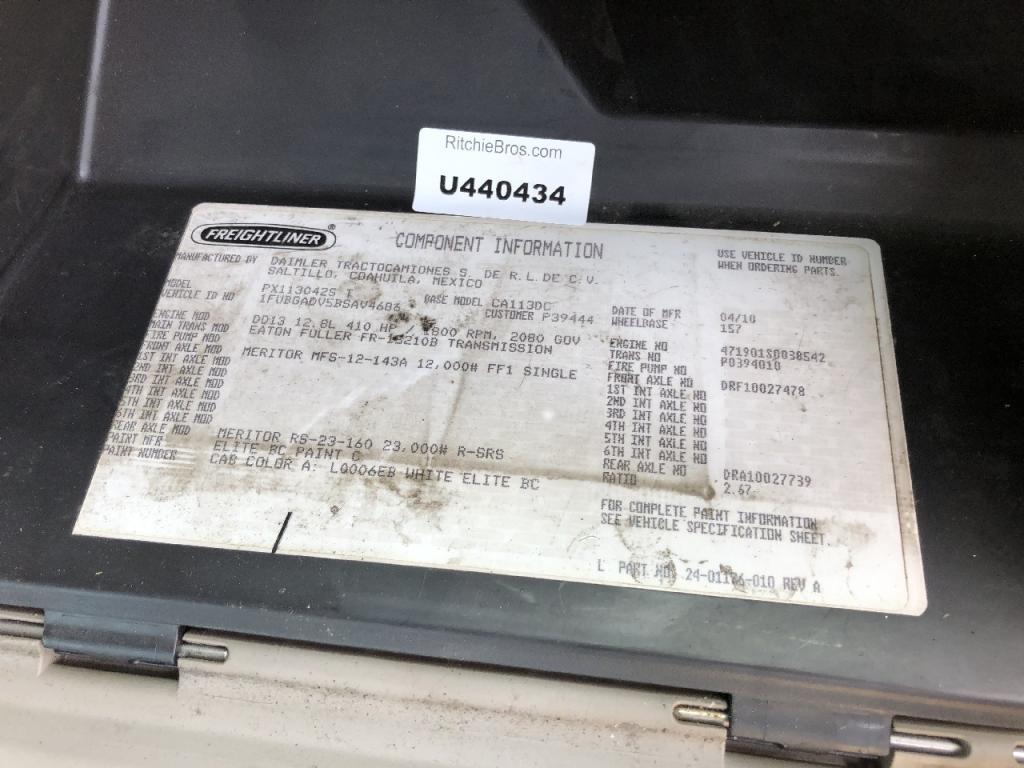 RitchieBros.com
U440434
FREIGHTLINER
COMPONENT INFORMATION
USE VEHICLE ID NUMBER
WHEN ORDERING PARTS.
MANUFACTURED BY DAIMLER TRACTOCAMIONES S. DE R.L. DE C.V.
SALTILLO, COAHUILA, MEXICO
MODEL PX113042S T BASE MODEL CA113DC DATE OF MFR 04/10
VEHICLE ID NO 1FUBGADV5BSAV4686 CUSTOMER P39444 WHEELBASE 157
ENGINE MOD DD13 12.8L 410 HP / 1800 RPM, 2080 GOV ENGINE NO 471901S0038542
MAIN TRANS MOD EATON FULLER TRANSMISSION TRANS NO P0394010
FIRE PUMP MOD FIRE PUMP NO
FRONT AXLE MOD MERITOR MFS-12-143A 12,000# FF1 SINGLE FRONT AXLE NO DRF10027478
1ST INT AXLE MOD 1ST INT AXLE NO
2ND INT AXLE MOD 2ND INT AXLE NO
3RD INT AXLE MOD 3RD INT AXLE NO
4TH INT AXLE MOD 4TH INT AXLE NO
5TH INT AXLE MOD 5TH INT AXLE NO
6TH INT AXLE MOD 6TH INT AXLE NO
REAR AXLE MOD MERITOR RS-23-160 23,000# R-SRS REAR AXLE NO DRA10027739
PAINT MFR ELITE BC PAINT C RATIO 2.67
PAINT NUMBER CAB COLOR A: L0006EB WHITE ELITE BC
FOR COMPLETE PAINT INFORMATION
SEE VEHICLE SPECIFICATION SHEET.
L PART NO. REV A